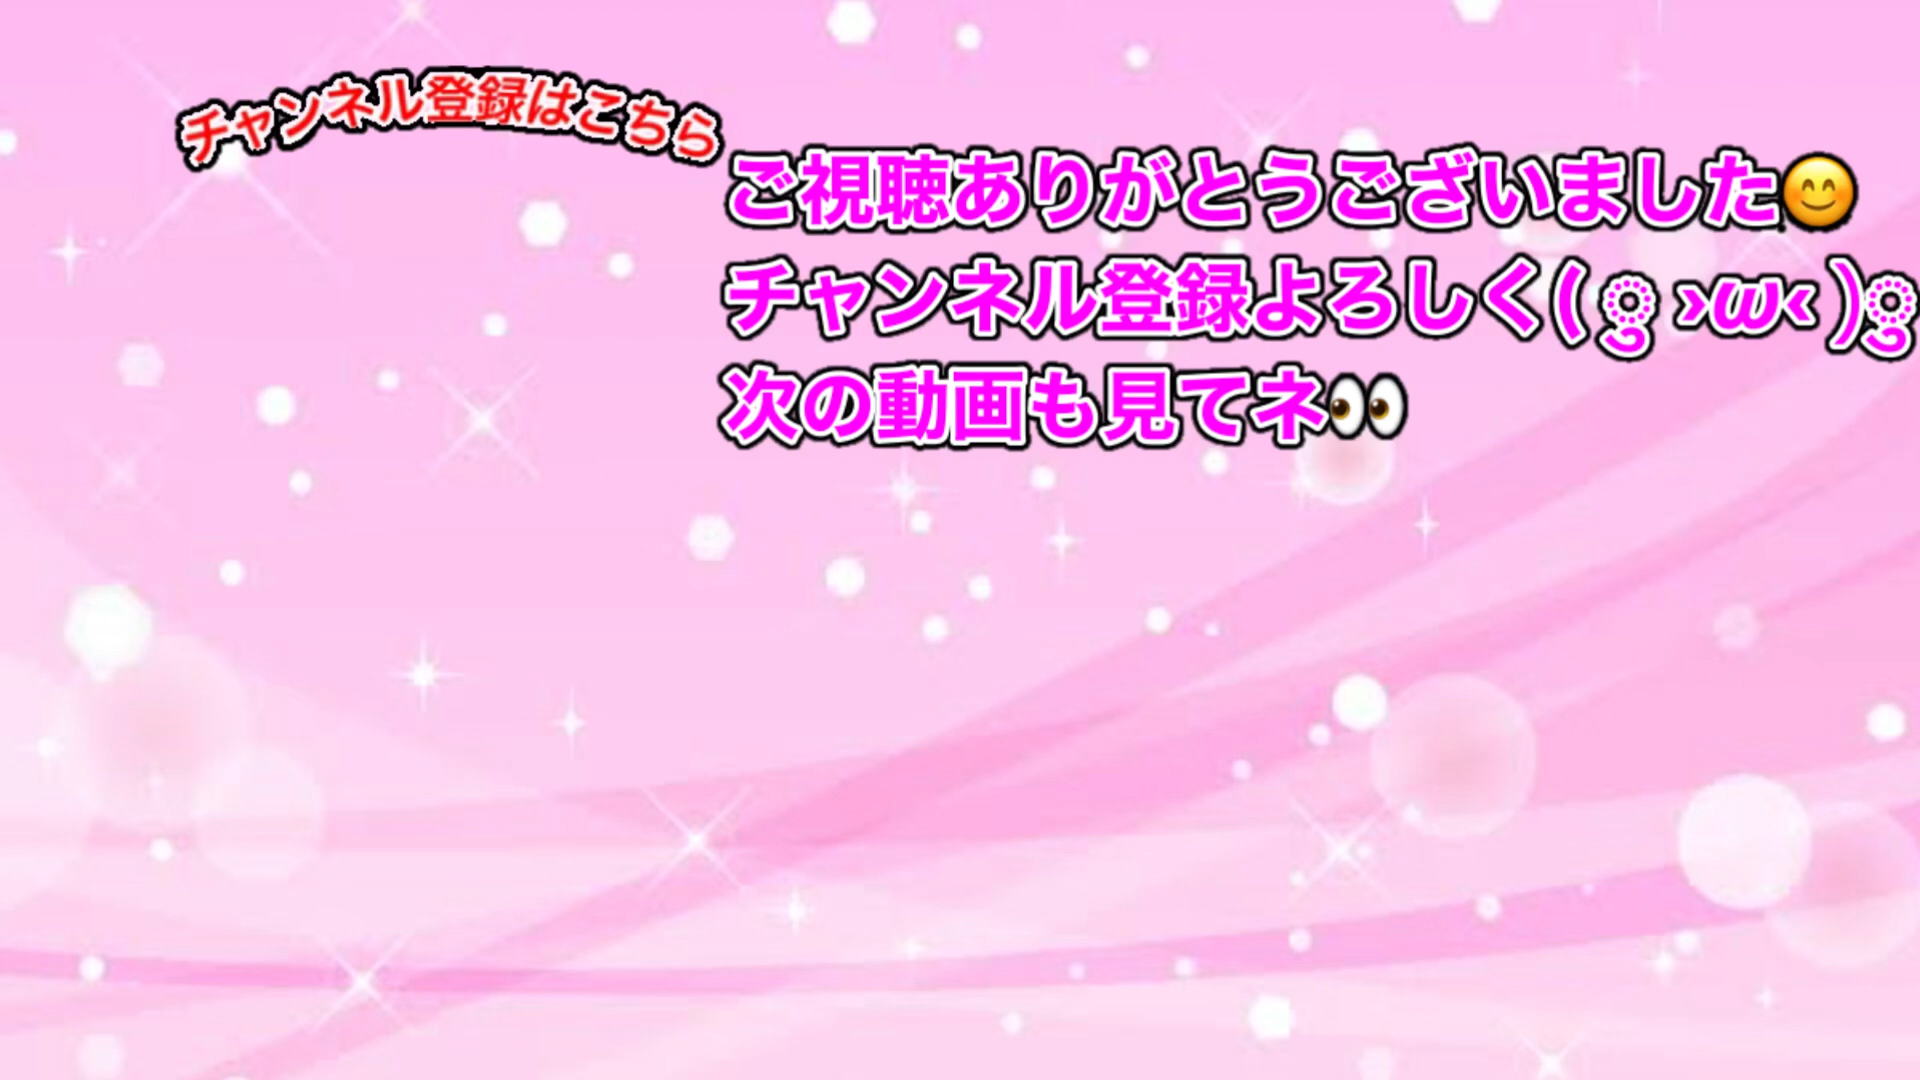 チャンネル登録はこちら
ご視聴ありがとうございました😊
チャンネル登録よろしく( ु ›ω‹ )ु
次の動画も見てネ👀